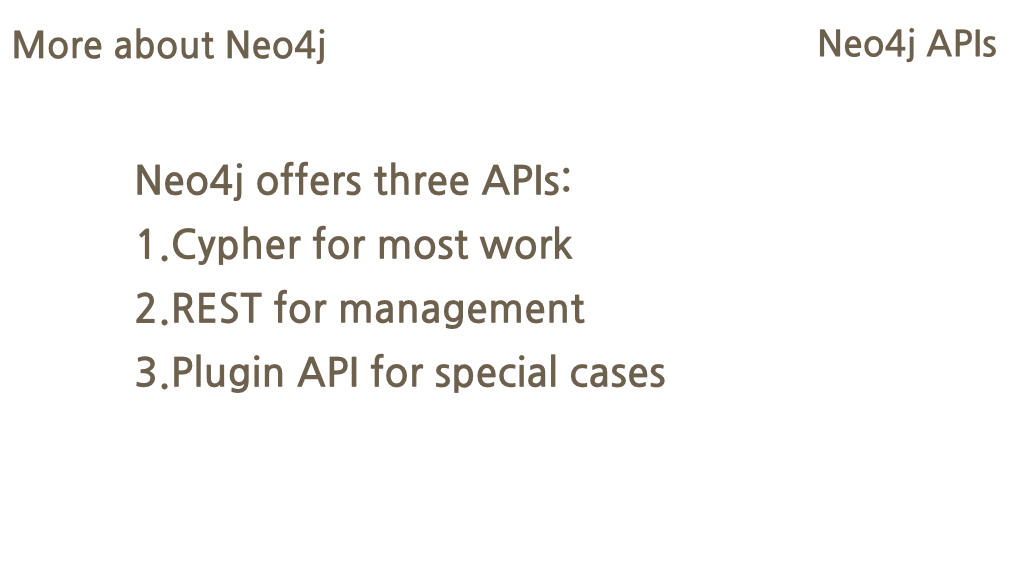 More about Neo4j
Neo4j APIs
Neo4j offers three APIs:
1.Cypher for most work
2.REST for management
3.Plugin API for special cases